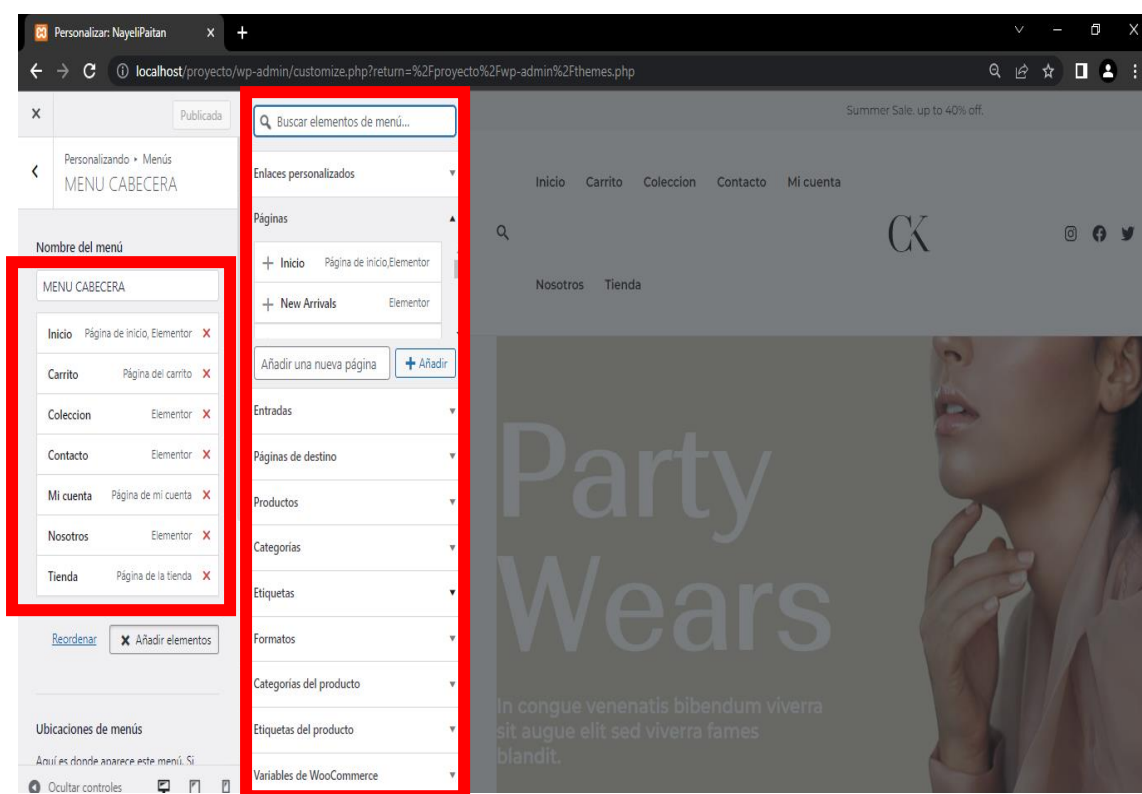 Personalizar: NayeliPaitan
localhost/proyecto/wp-admin/customize.php?return=%2Fproyecto%2Fwp-admin%2Fthemes.php
Publicada
Personalizando ▸ Menús
MENU CABECERA
Nombre del menú
MENU CABECERA
Inicio Página de inicio, Elementor X
Carrito Página del carrito X
Coleccion Elementor X
Contacto Elementor X
Mi cuenta Página de mi cuenta X
Nosotros Elementor X
Tienda Página de la tienda X
Reordenar
Añadir elementos
Ubicaciones de menús
Aquí es donde aparece este menú. Si
Ocultar controles
Buscar elementos de menú...
Enlaces personalizados
Páginas
Inicio Página de inicio,Elementor
New Arrivals Elementor
Añadir una nueva página + Añadir
Entradas
Páginas de destino
Productos
Categorías
Etiquetas
Formatos
Categorías del producto
Etiquetas del producto
Variables de WooCommerce
Summer Sale. up to 40% off.
Inicio Carrito Coleccion Contacto Mi cuenta
CK
Nosotros Tienda
Party
Wears
In congue venenatis bibendum viverra
sit augue elit sed viverra fames
blandit.